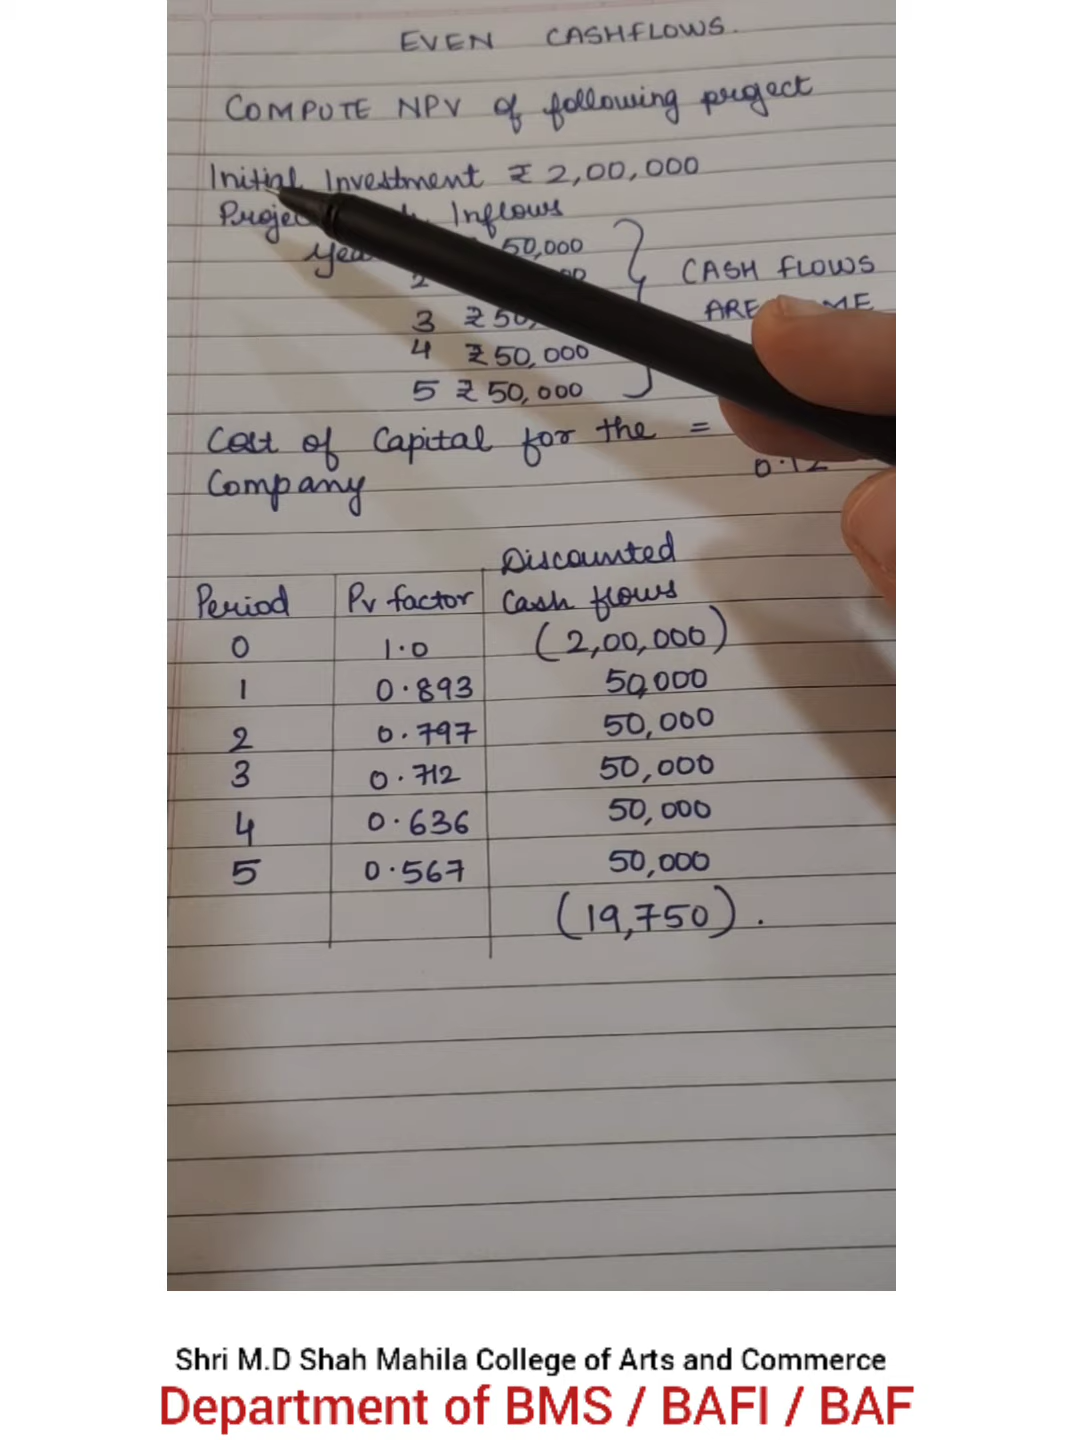 EVEN CASHFLOWS.
COMPUTE NPV of following project
Initial Investment ₹ 2,00,000
Inflows
50,000
2
3 ₹ 50,
4 ₹ 50,000
5 ₹ 50,000
CASH FLOWS
ARE
Cost of Capital for the =
Company
0.12
Period Pv factor Discounted
Cash flows
0 1.0 (2,00,000)
1 0.893 50,000
2 0.797 50,000
3 0.712 50,000
4 0.636 50,000
5 0.567 50,000
(19,750).
Shri M.D Shah Mahila College of Arts and Commerce
Department of BMS / BAFI / BAF